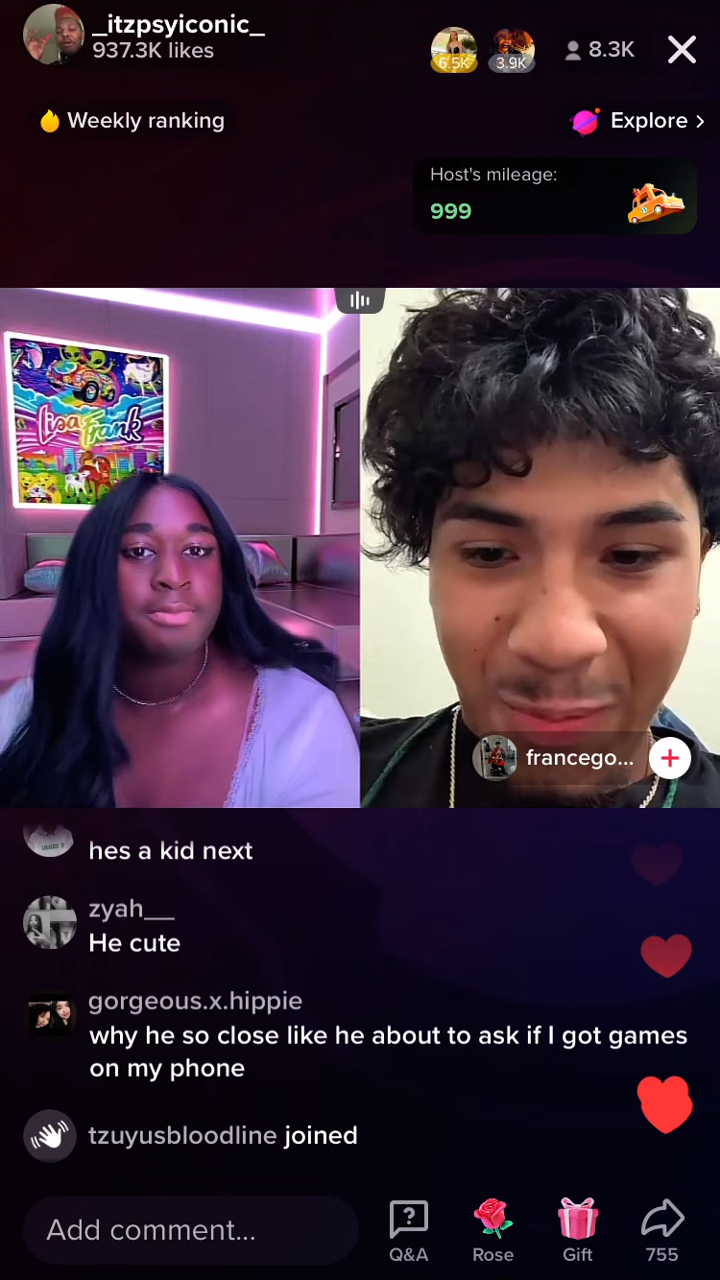 _itzpsyiconic_
937.3K likes
6.5K
3.9K
8.3K
Weekly ranking
Explore >
Host's mileage:
999
Lisa Frank
francego...
hes a kid next
zyah__
He cute
gorgeous.x.hippie
why he so close like he about to ask if I got games
on my phone
tzuyusbloodline joined
Add comment...
Q&A
Rose
Gift
755